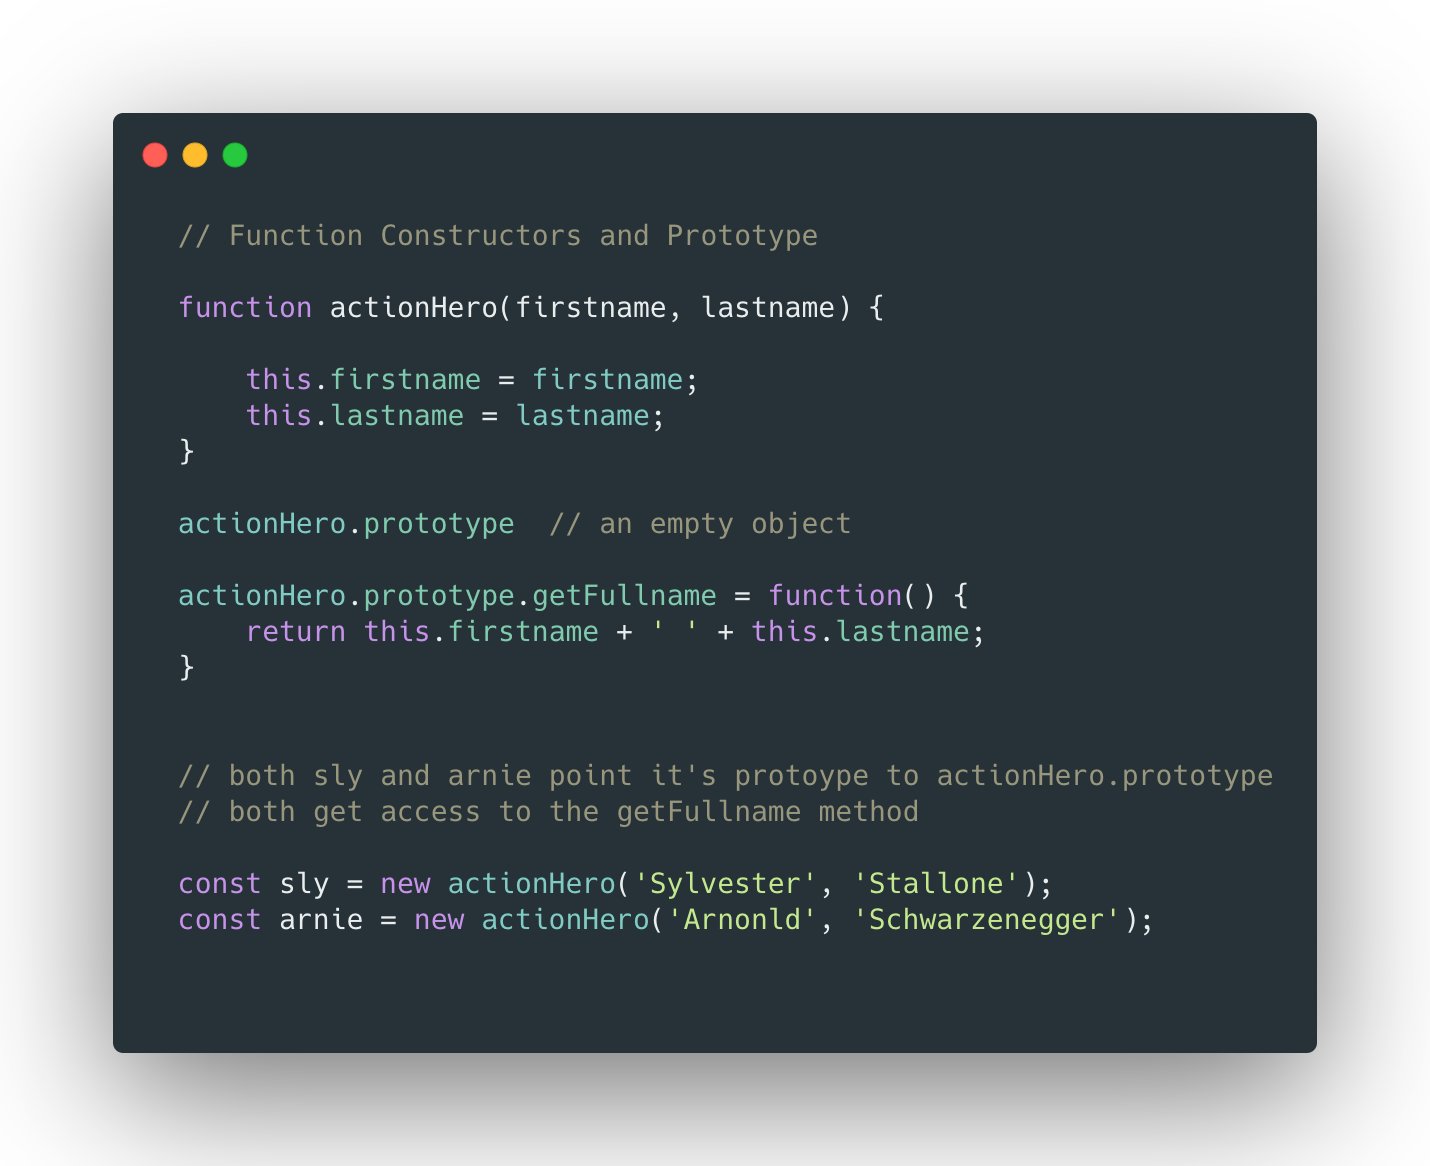 // Function Constructors and Prototype
function actionHero(firstname, lastname) {
this.firstname = firstname;
this.lastname = lastname;
}
actionHero.prototype  // an empty object
actionHero.prototype.getFullname = function() {
return this.firstname + ' ' + this.lastname;
}
// both sly and arnie point it's protoype to actionHero.prototype
// both get access to the getFullname method
const sly = new actionHero('Sylvester', 'Stallone');
const arnie = new actionHero('Arnonld', 'Schwarzenegger');